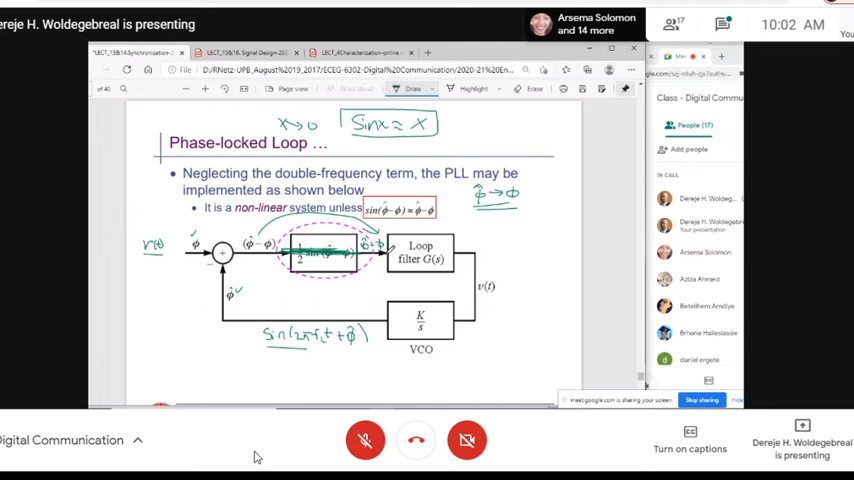 Dereje H. Woldegebreal is presenting
Arsema Solomon
and 14 more
17
10:02 AM
You
*LECT_13&14.Synchronization-2
LECT_15&16. Signal Design-202
LECT_4Characterization-online v
File
D:/RNetz-UPB_August%2019_2017/ECEG-6302-Digital%20Communication/2020-21%20En...
of 40
Page view
Read aloud
Draw
Highlight
Erase
x→0
Sinx ≈ x
Phase-locked Loop …
Neglecting the double-frequency term, the PLL may be
implemented as shown below
It is a non-linear system unless sin(φ̂−φ) ≈ φ̂−φ
φ̂ → φ
r(t)
φ
(φ̂−φ)
1/2 sin(φ̂−φ)
φ̂−φ
Loop
filter G(s)
v(t)
φ̂
K/s
VCO
sin(2πf_c t + φ̂)
meet.google.com is sharing your screen.
Stop sharing
Hide
Class - Digital Commu
People (17)
Add people
IN CALL
Dereje H. Woldeg...
Dereje H. Woldegebr...
Your presentation
Arsema Solomon
Aziza Ahmed
Betelihem Amdiye
Brhane Hailesslassie
daniel ergete
Digital Communication
Turn on captions
Dereje H. Woldegebreal
is presenting